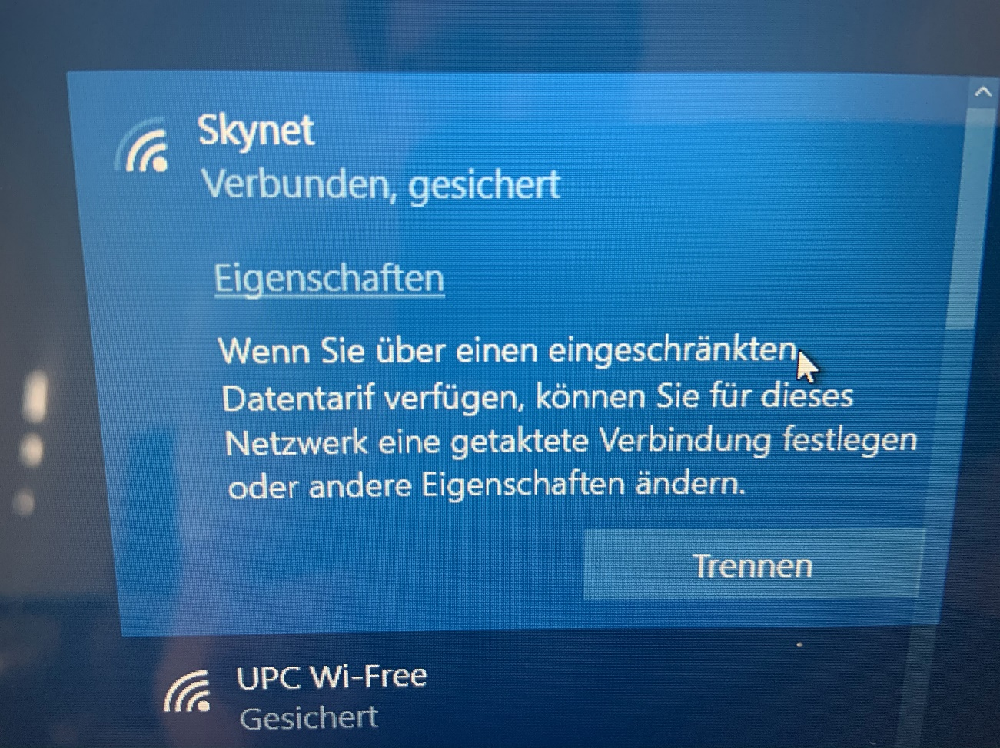 Skynet
Verbunden, gesichert
Eigenschaften
Wenn Sie über einen eingeschränkten
Datentarif verfügen, können Sie für dieses
Netzwerk eine getaktete Verbindung festlegen
oder andere Eigenschaften ändern.
Trennen
UPC Wi-Free
Gesichert